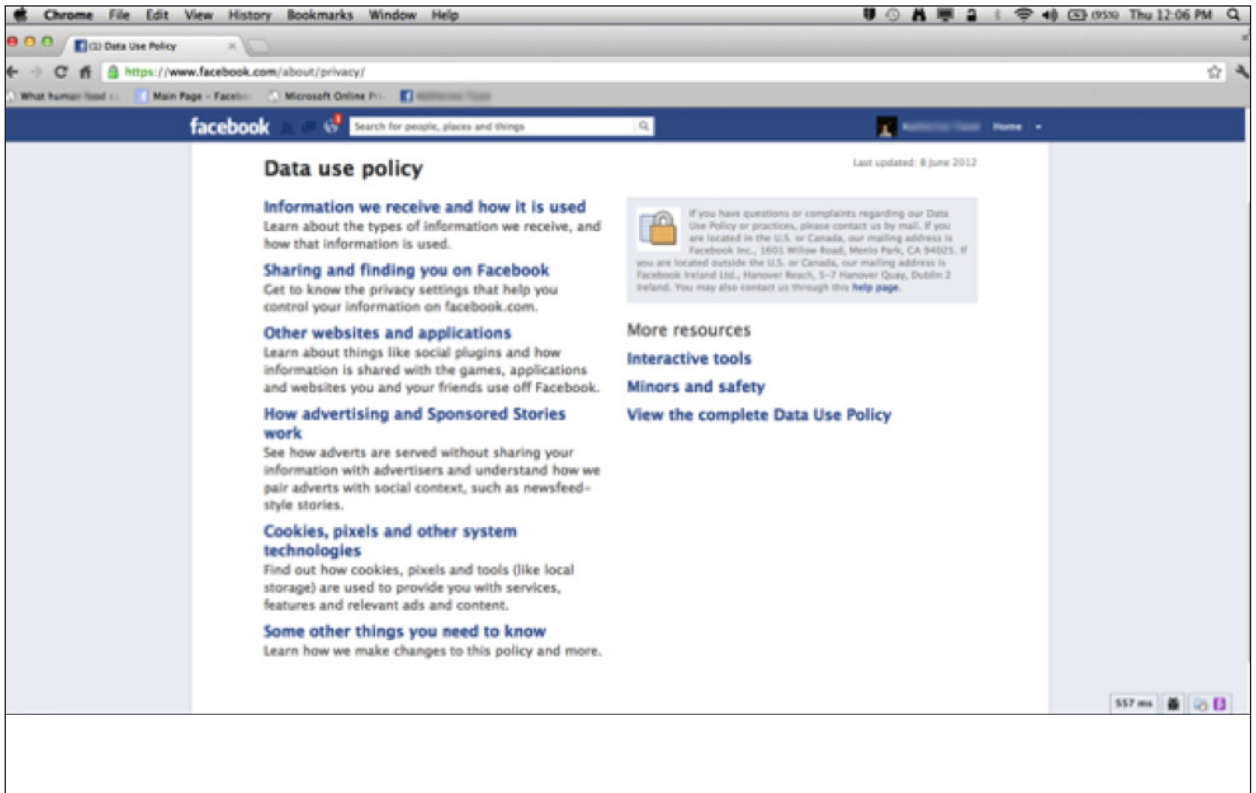 Chrome File Edit View History Bookmarks Window Help
(95%) Thu 12:06 PM
(1) Data Use Policy
https://www.facebook.com/about/privacy/
What human food
Main Page - Facebo
Microsoft Online Pri
facebook
Search for people, places and things
Home
Data use policy
Last updated: 8 June 2012
Information we receive and how it is used
Learn about the types of information we receive, and
how that information is used.
Sharing and finding you on Facebook
Get to know the privacy settings that help you
control your information on facebook.com.
Other websites and applications
Learn about things like social plugins and how
information is shared with the games, applications
and websites you and your friends use off Facebook.
How advertising and Sponsored Stories
work
See how adverts are served without sharing your
information with advertisers and understand how we
pair adverts with social context, such as newsfeed-
style stories.
Cookies, pixels and other system
technologies
Find out how cookies, pixels and tools (like local
storage) are used to provide you with services,
features and relevant ads and content.
Some other things you need to know
Learn how we make changes to this policy and more.
If you have questions or complaints regarding our Data
Use Policy or practices, please contact us by mail. If you
are located in the U.S. or Canada, our mailing address is
Facebook Inc., 1601 Willow Road, Menlo Park, CA 94025. If
you are located outside the U.S. or Canada, our mailing address is
Facebook Ireland Ltd., Hanover Reach, 5-7 Hanover Quay, Dublin 2
Ireland. You may also contact us through this help page.
More resources
Interactive tools
Minors and safety
View the complete Data Use Policy
557 ms